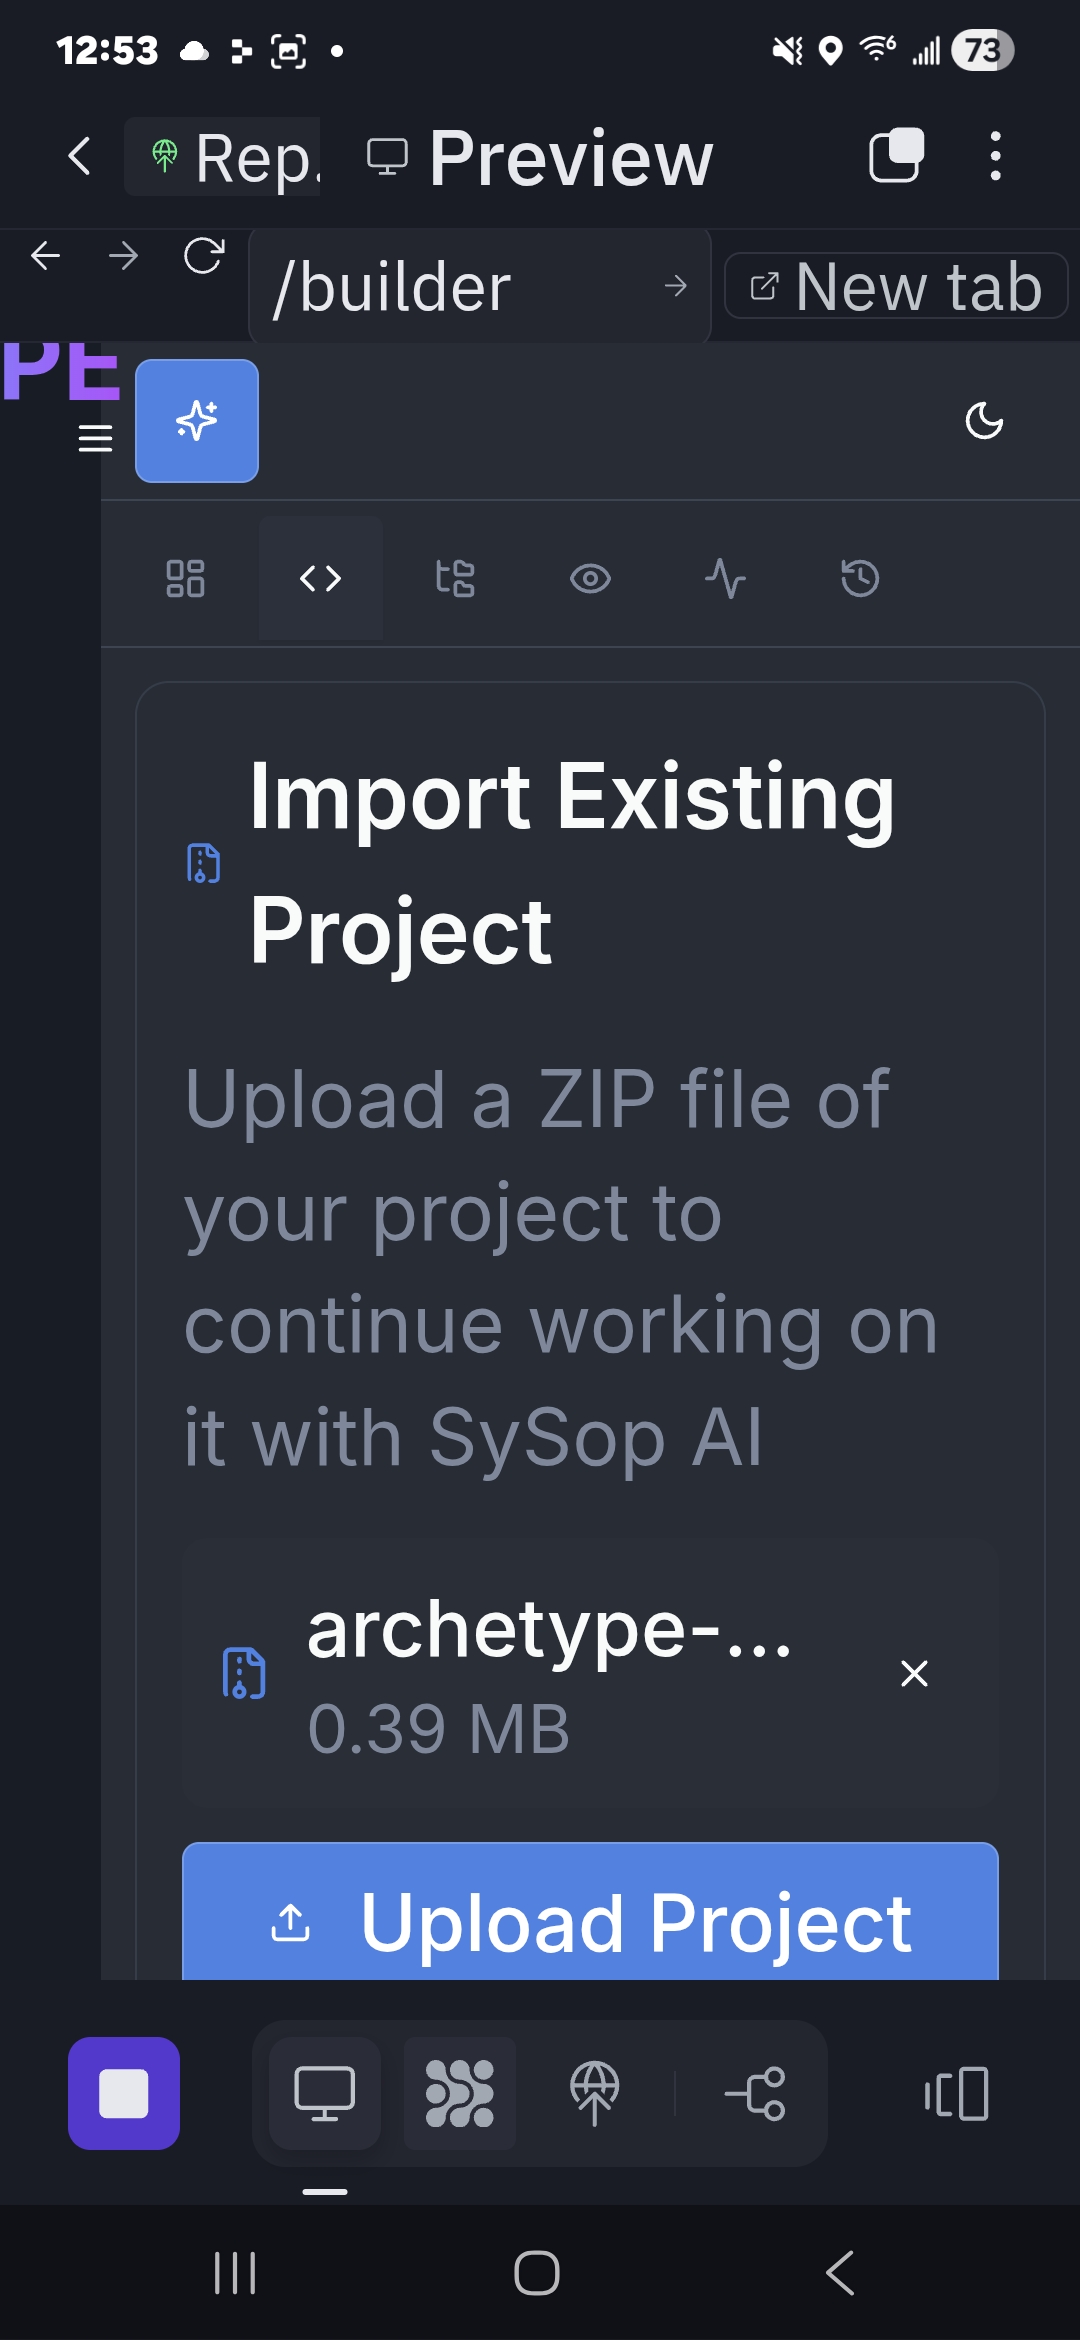 12:53
6
73
Rep.
Preview
/builder
New tab
PE
Import Existing
Project
Upload a ZIP file of
your project to
continue working on
it with SySop AI
archetype-...
0.39 MB
Upload Project